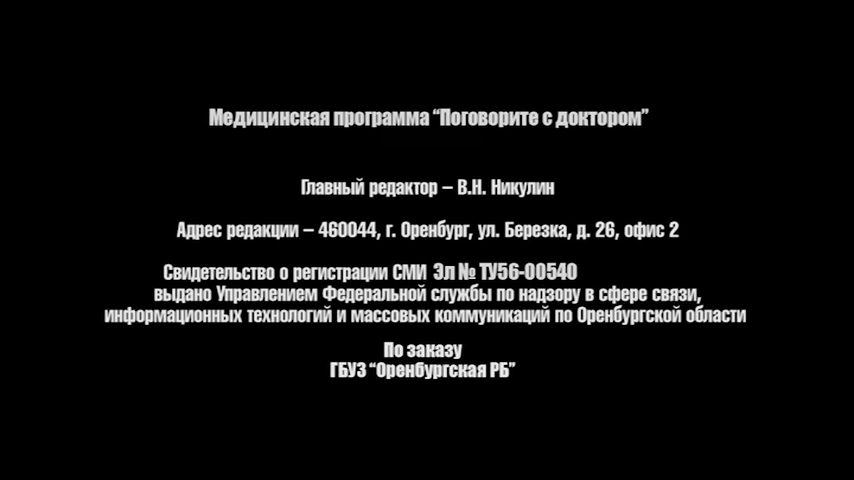 Медицинская программа “Поговорите с доктором”
Главный редактор – В.Н. Никулин
Адрес редакции – 460044, г. Оренбург, ул. Березка, д. 26, офис 2
Свидетельство о регистрации СМИ Эл № ТУ56-00540
выдано Управлением Федеральной службы по надзору в сфере связи,
информационных технологий и массовых коммуникаций по Оренбургской области
По заказу
ГБУЗ “Оренбургская РБ”